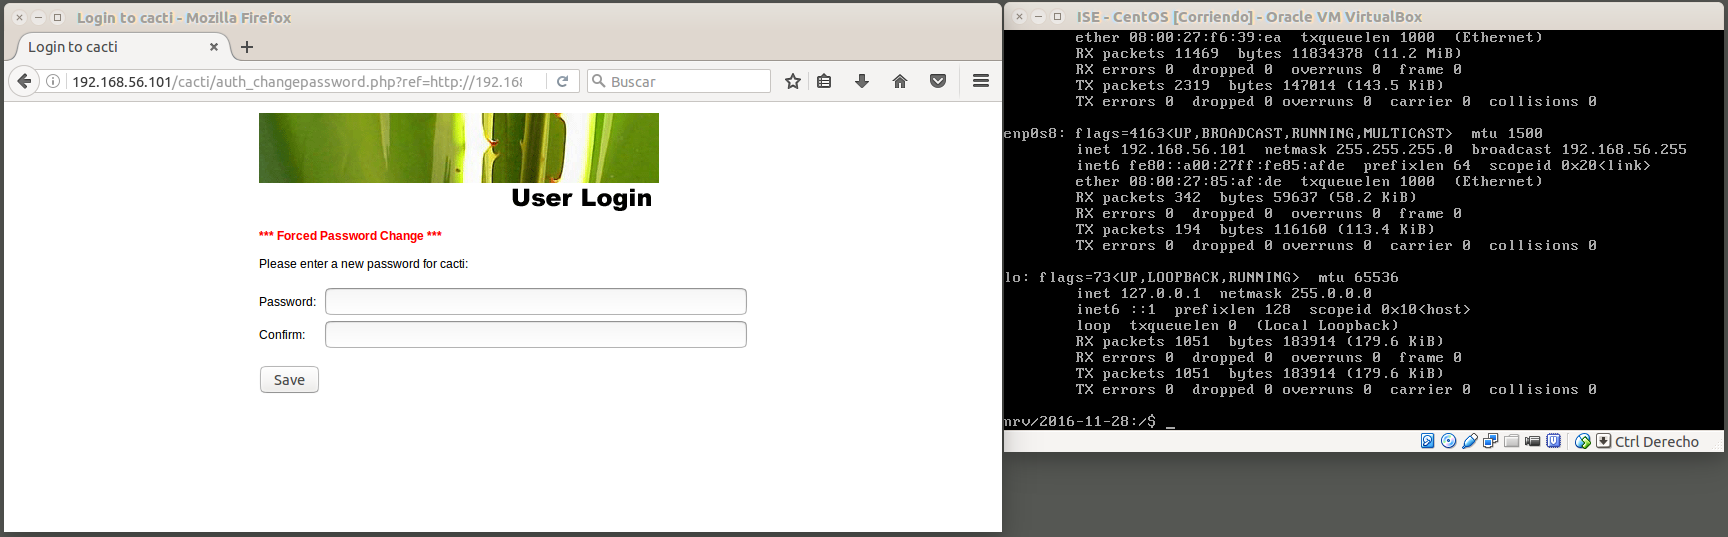 Login to cacti - Mozilla Firefox
Login to cacti
192.168.56.101/cacti/auth_changepassword.php?ref=http://192.168
Buscar
User Login
*** Forced Password Change ***
Please enter a new password for cacti:
Password:
Confirm:
Save
ISE - CentOS [Corriendo] - Oracle VM VirtualBox
ether 08:00:27:f6:39:ea  txqueuelen 1000  (Ethernet)
RX packets 11469  bytes 11834378 (11.2 MiB)
RX errors 0  dropped 0  overruns 0  frame 0
TX packets 2319  bytes 147014 (143.5 KiB)
TX errors 0  dropped 0 overruns 0  carrier 0  collisions 0
enp0s8: flags=4163<UP,BROADCAST,RUNNING,MULTICAST>  mtu 1500
inet 192.168.56.101  netmask 255.255.255.0  broadcast 192.168.56.255
inet6 fe80::a00:27ff:fe85:afde  prefixlen 64  scopeid 0x20<link>
ether 08:00:27:85:af:de  txqueuelen 1000  (Ethernet)
RX packets 342  bytes 59637 (58.2 KiB)
RX errors 0  dropped 0  overruns 0  frame 0
TX packets 194  bytes 116160 (113.4 KiB)
TX errors 0  dropped 0 overruns 0  carrier 0  collisions 0
lo: flags=73<UP,LOOPBACK,RUNNING>  mtu 65536
inet 127.0.0.1  netmask 255.0.0.0
inet6 ::1  prefixlen 128  scopeid 0x10<host>
loop  txqueuelen 0  (Local Loopback)
RX packets 1051  bytes 183914 (179.6 KiB)
RX errors 0  dropped 0  overruns 0  frame 0
TX packets 1051  bytes 183914 (179.6 KiB)
TX errors 0  dropped 0 overruns 0  carrier 0  collisions 0
mrv/2016-11-28:/$ _
Ctrl Derecho